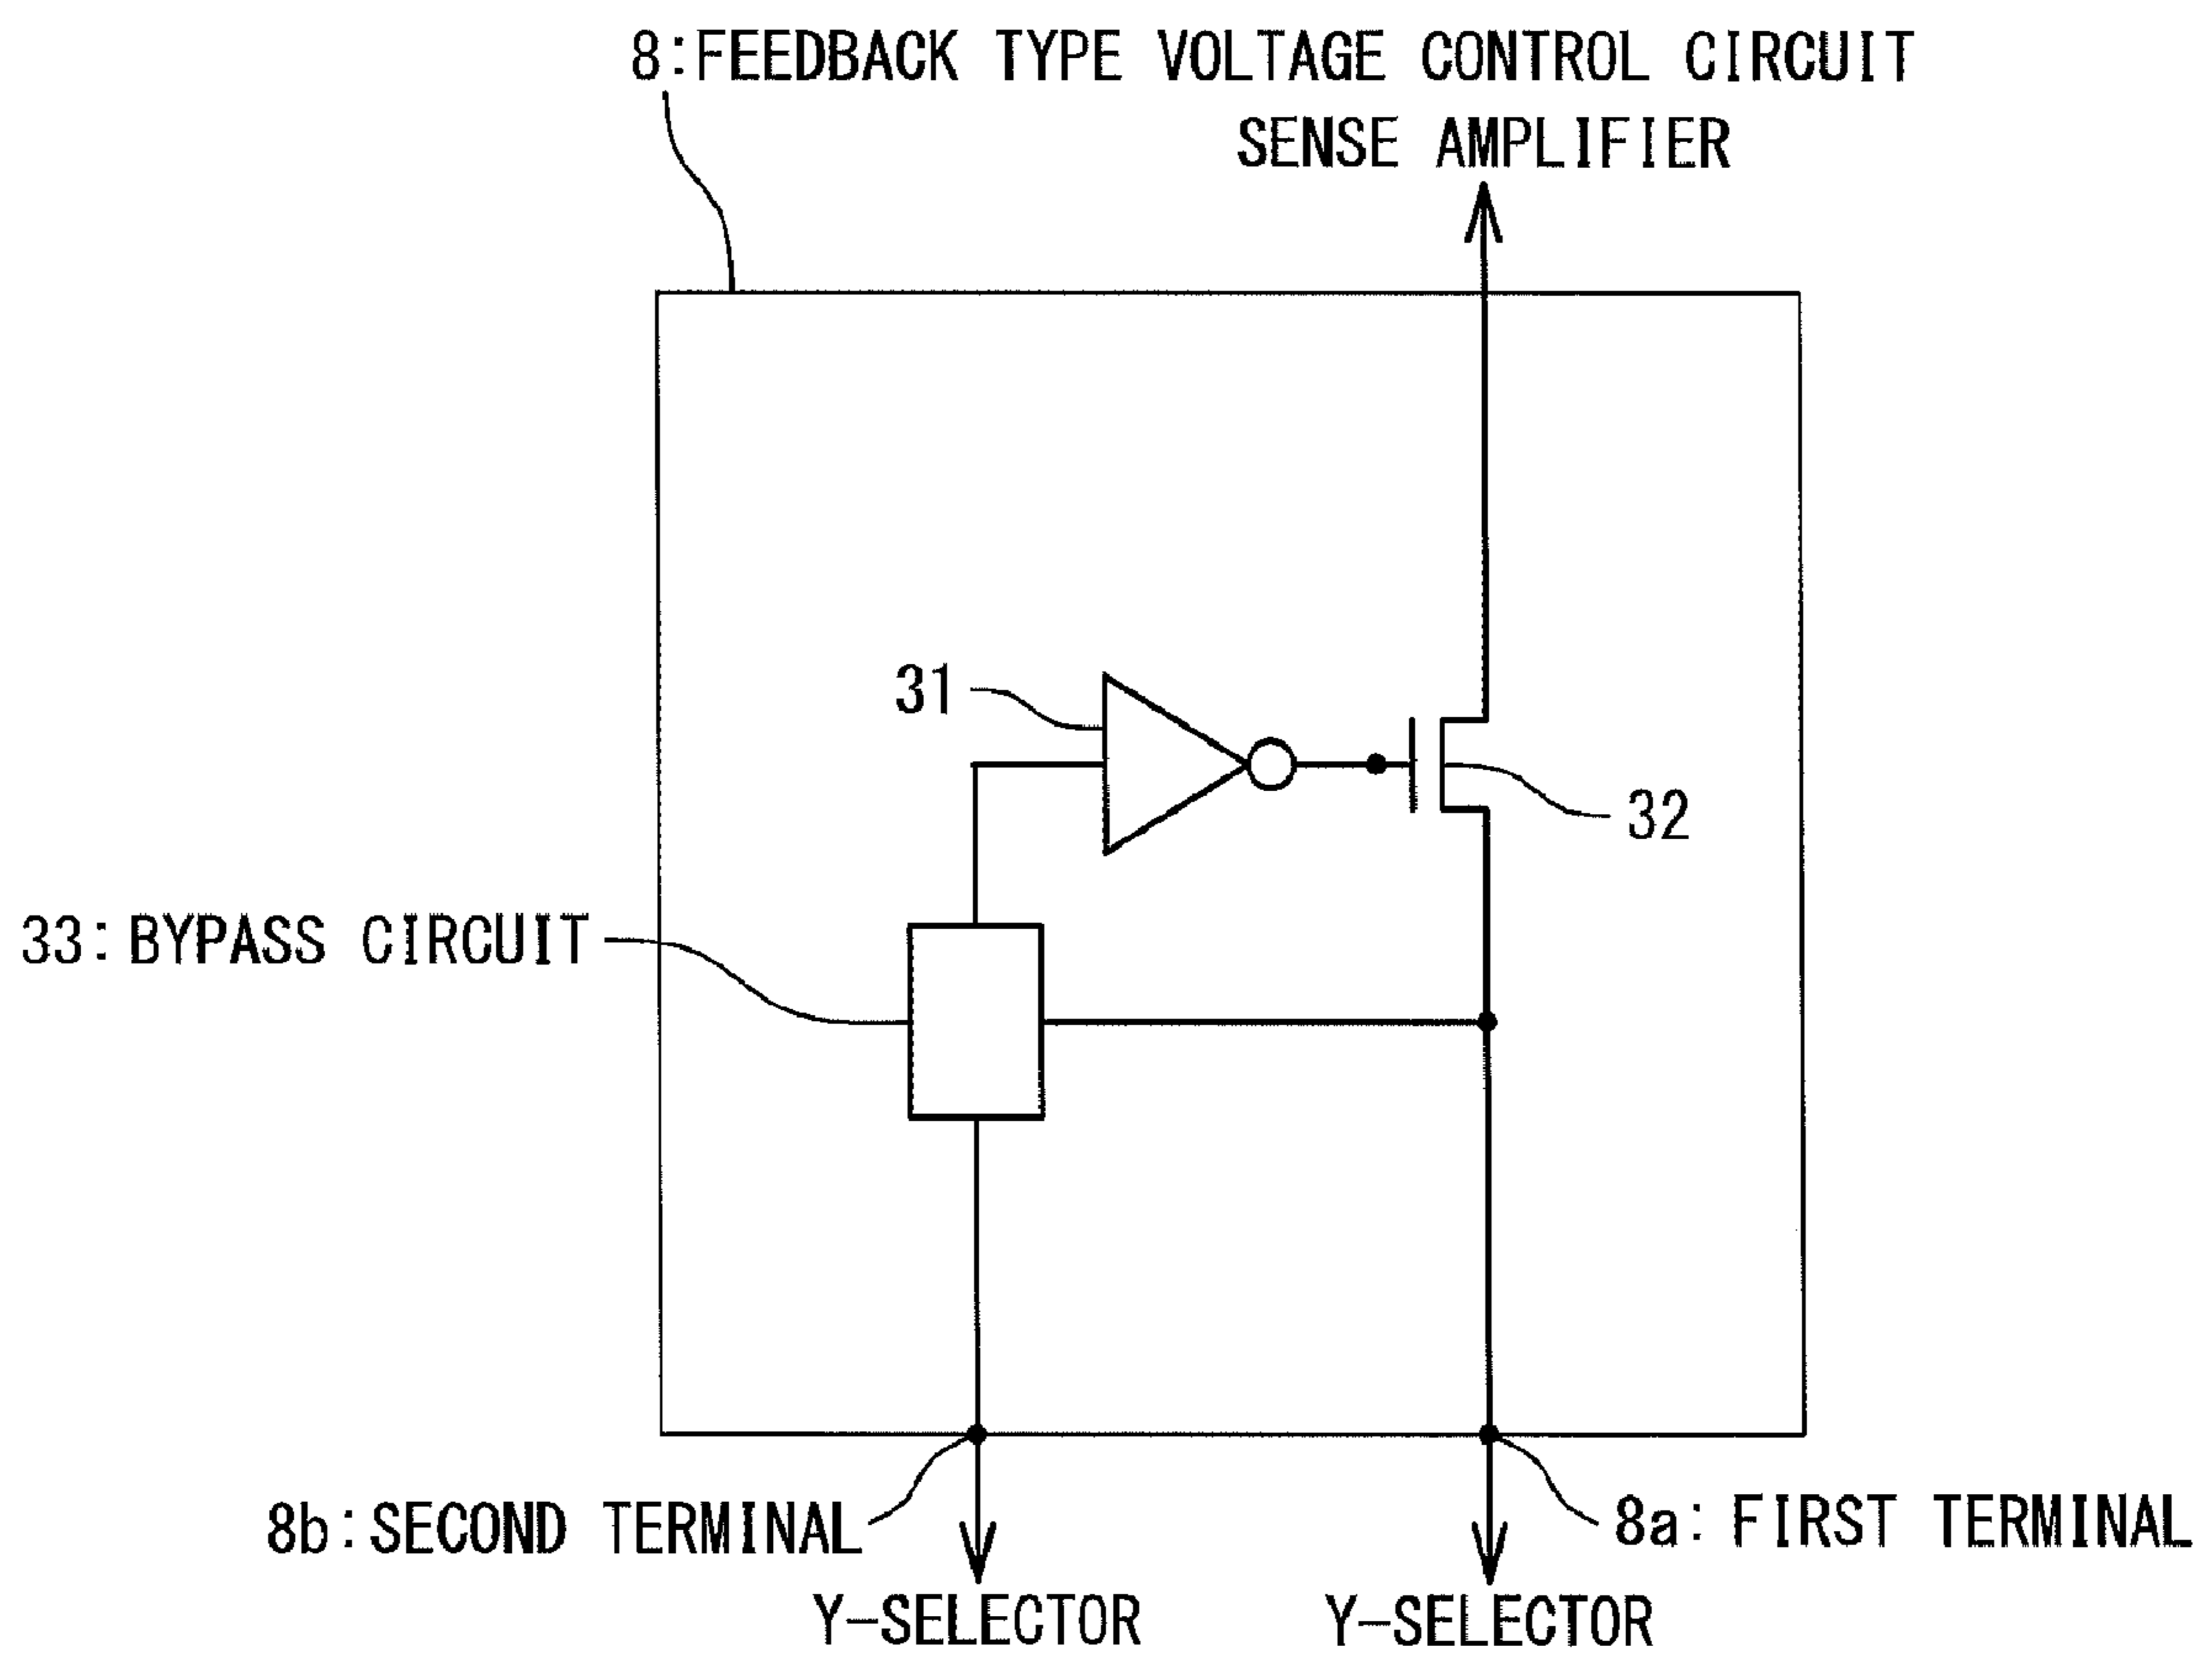 8:FEEDBACK TYPE VOLTAGE CONTROL CIRCUIT
SENSE AMPLIFIER
31
32
33:BYPASS CIRCUIT
8b:SECOND TERMINAL
8a:FIRST TERMINAL
Y-SELECTOR
Y-SELECTOR